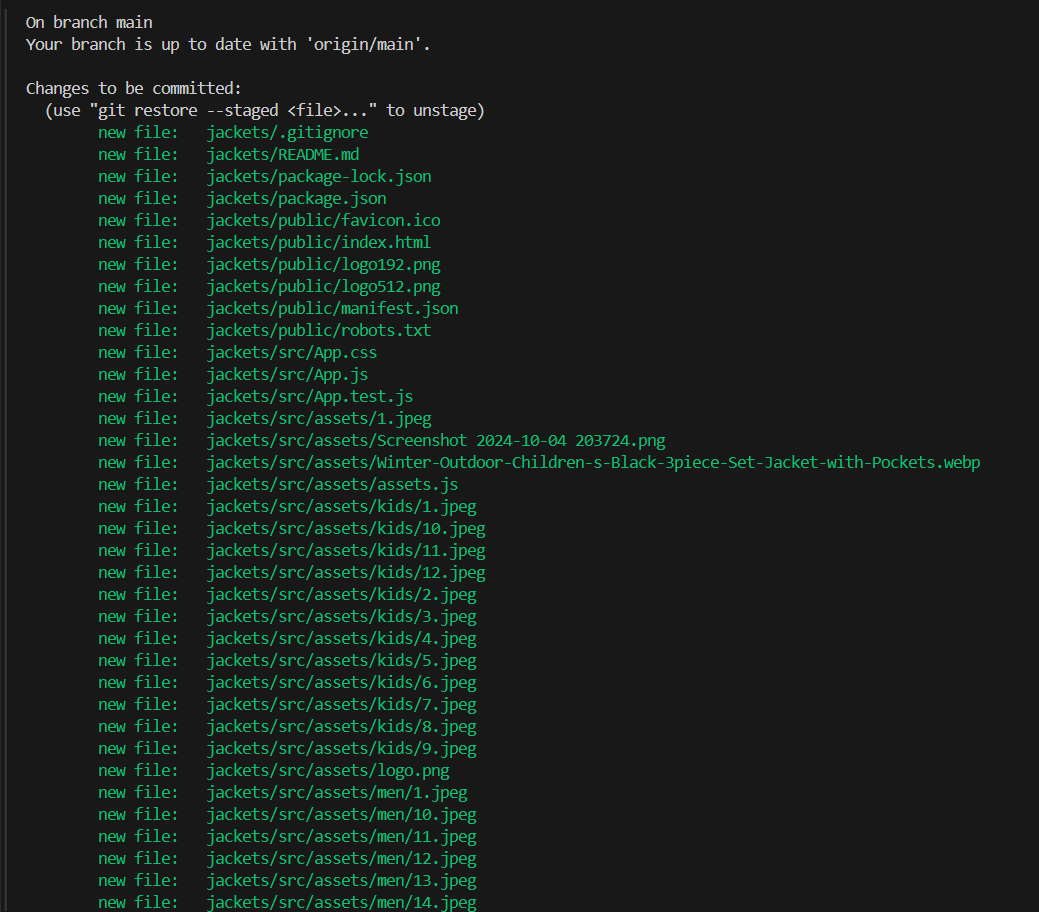 On branch main
Your branch is up to date with 'origin/main'.

Changes to be committed:
  (use "git restore --staged <file>..." to unstage)
        new file:   jackets/.gitignore
        new file:   jackets/README.md
        new file:   jackets/package-lock.json
        new file:   jackets/package.json
        new file:   jackets/public/favicon.ico
        new file:   jackets/public/index.html
        new file:   jackets/public/logo192.png
        new file:   jackets/public/logo512.png
        new file:   jackets/public/manifest.json
        new file:   jackets/public/robots.txt
        new file:   jackets/src/App.css
        new file:   jackets/src/App.js
        new file:   jackets/src/App.test.js
        new file:   jackets/src/assets/1.jpeg
        new file:   jackets/src/assets/Screenshot 2024-10-04 203724.png
        new file:   jackets/src/assets/Winter-Outdoor-Children-s-Black-3piece-Set-Jacket-with-Pockets.webp
        new file:   jackets/src/assets/assets.js
        new file:   jackets/src/assets/kids/1.jpeg
        new file:   jackets/src/assets/kids/10.jpeg
        new file:   jackets/src/assets/kids/11.jpeg
        new file:   jackets/src/assets/kids/12.jpeg
        new file:   jackets/src/assets/kids/2.jpeg
        new file:   jackets/src/assets/kids/3.jpeg
        new file:   jackets/src/assets/kids/4.jpeg
        new file:   jackets/src/assets/kids/5.jpeg
        new file:   jackets/src/assets/kids/6.jpeg
        new file:   jackets/src/assets/kids/7.jpeg
        new file:   jackets/src/assets/kids/8.jpeg
        new file:   jackets/src/assets/kids/9.jpeg
        new file:   jackets/src/assets/logo.png
        new file:   jackets/src/assets/men/1.jpeg
        new file:   jackets/src/assets/men/10.jpeg
        new file:   jackets/src/assets/men/11.jpeg
        new file:   jackets/src/assets/men/12.jpeg
        new file:   jackets/src/assets/men/13.jpeg
        new file:   jackets/src/assets/men/14.jpeg